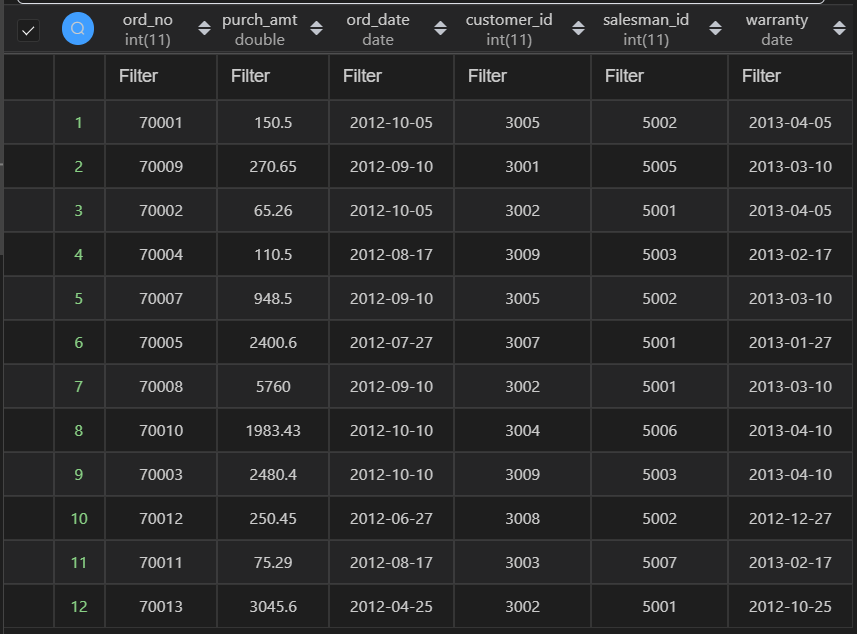 ord_no purch_amt ord_date customer_id salesman_id warranty
int(11) double date int(11) int(11) date
Filter Filter Filter Filter Filter Filter
1 70001 150.5 2012-10-05 3005 5002 2013-04-05
2 70009 270.65 2012-09-10 3001 5005 2013-03-10
3 70002 65.26 2012-10-05 3002 5001 2013-04-05
4 70004 110.5 2012-08-17 3009 5003 2013-02-17
5 70007 948.5 2012-09-10 3005 5002 2013-03-10
6 70005 2400.6 2012-07-27 3007 5001 2013-01-27
7 70008 5760 2012-09-10 3002 5001 2013-03-10
8 70010 1983.43 2012-10-10 3004 5006 2013-04-10
9 70003 2480.4 2012-10-10 3009 5003 2013-04-10
10 70012 250.45 2012-06-27 3008 5002 2012-12-27
11 70011 75.29 2012-08-17 3003 5007 2013-02-17
12 70013 3045.6 2012-04-25 3002 5001 2012-10-25